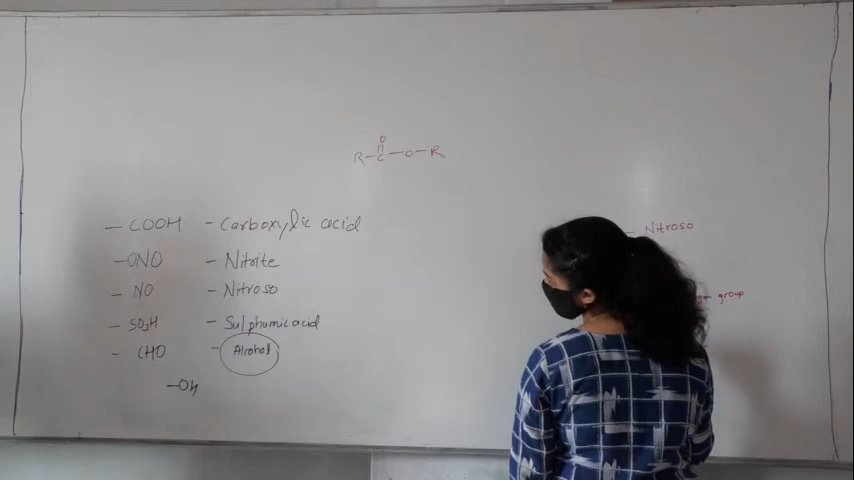 O
||
R-C-O-R
- COOH - Carboxylic acid
-ONO - Nitrite
- NO - Nitroso
- SO3H - Sulphumic acid
- CHO - Alcohol
-OH
- Nitroso
group